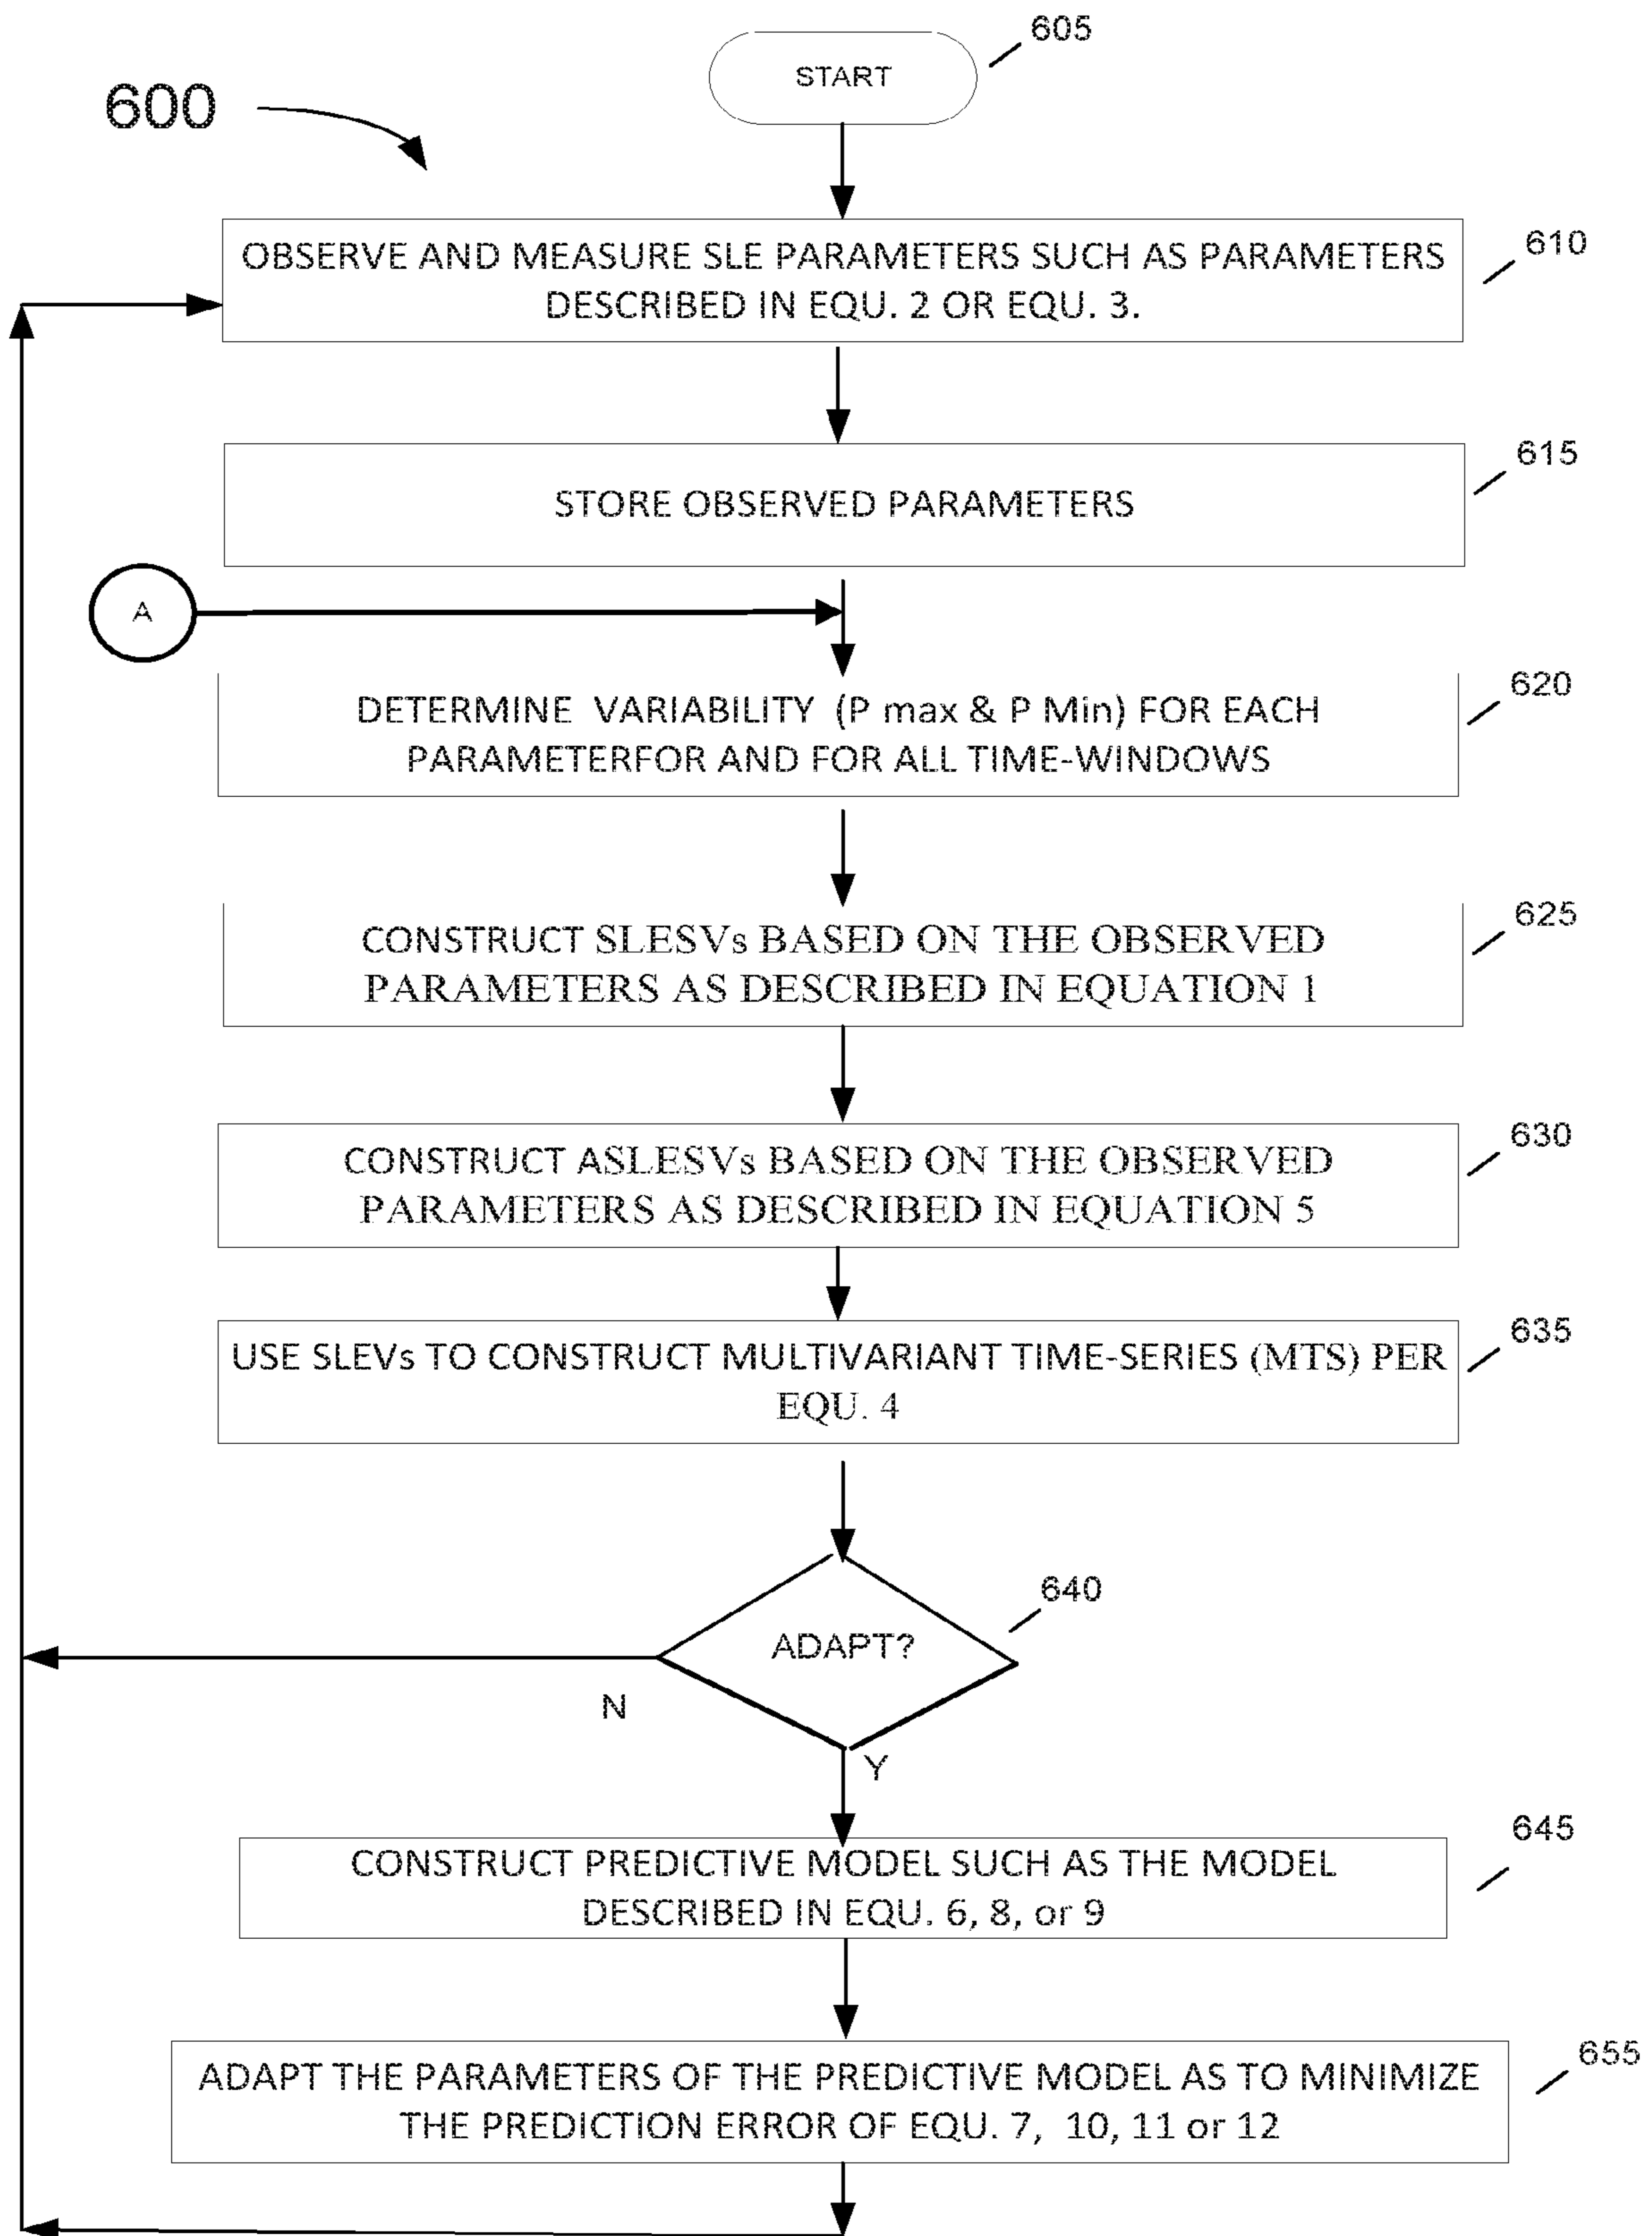 605
START
600
OBSERVE AND MEASURE SLE PARAMETERS SUCH AS PARAMETERS
DESCRIBED IN EQU. 2 OR EQU. 3.
610
STORE OBSERVED PARAMETERS
615
A
DETERMINE VARIABILITY (P max & P Min) FOR EACH
PARAMETERFOR AND FOR ALL TIME-WINDOWS
620
CONSTRUCT SLESVs BASED ON THE OBSERVED
PARAMETERS AS DESCRIBED IN EQUATION 1
625
CONSTRUCT ASLESVs BASED ON THE OBSERVED
PARAMETERS AS DESCRIBED IN EQUATION 5
630
USE SLEVs TO CONSTRUCT MULTIVARIANT TIME-SERIES (MTS) PER
EQU. 4
635
640
ADAPT?
N
Y
CONSTRUCT PREDICTIVE MODEL SUCH AS THE MODEL
DESCRIBED IN EQU. 6, 8, or 9
645
ADAPT THE PARAMETERS OF THE PREDICTIVE MODEL AS TO MINIMIZE
THE PREDICTION ERROR OF EQU. 7, 10, 11 or 12
655